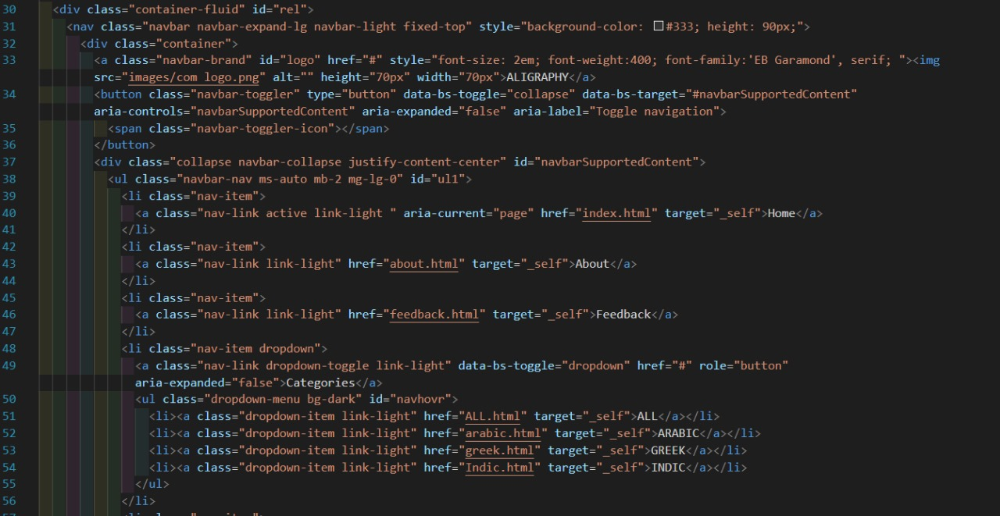 30 <div class="container-fluid" id="rel">
31 <nav class="navbar navbar-expand-lg navbar-light fixed-top" style="background-color: #333; height: 90px;">
32 <div class="container">
33 <a class="navbar-brand" id="logo" href="#" style="font-size: 2em; font-weight:400; font-family:'EB Garamond', serif; "><img
src="images/com logo.png" alt="" height="70px" width="70px">ALIGRAPHY</a>
34 <button class="navbar-toggler" type="button" data-bs-toggle="collapse" data-bs-target="#navbarSupportedContent"
aria-controls="navbarSupportedContent" aria-expanded="false" aria-label="Toggle navigation">
35 <span class="navbar-toggler-icon"></span>
36 </button>
37 <div class="collapse navbar-collapse justify-content-center" id="navbarSupportedContent">
38 <ul class="navbar-nav ms-auto mb-2 mg-lg-0" id="ul1">
39 <li class="nav-item">
40 <a class="nav-link active link-light " aria-current="page" href="index.html" target="_self">Home</a>
41 </li>
42 <li class="nav-item">
43 <a class="nav-link link-light" href="about.html" target="_self">About</a>
44 </li>
45 <li class="nav-item">
46 <a class="nav-link link-light" href="feedback.html" target="_self">Feedback</a>
47 </li>
48 <li class="nav-item dropdown">
49 <a class="nav-link dropdown-toggle link-light" data-bs-toggle="dropdown" href="#" role="button"
aria-expanded="false">Categories</a>
50 <ul class="dropdown-menu bg-dark" id="navhovr">
51 <li><a class="dropdown-item link-light" href="ALL.html" target="_self">ALL</a></li>
52 <li><a class="dropdown-item link-light" href="arabic.html" target="_self">ARABIC</a></li>
53 <li><a class="dropdown-item link-light" href="greek.html" target="_self">GREEK</a></li>
54 <li><a class="dropdown-item link-light" href="Indic.html" target="_self">INDIC</a></li>
55 </ul>
56 </li>